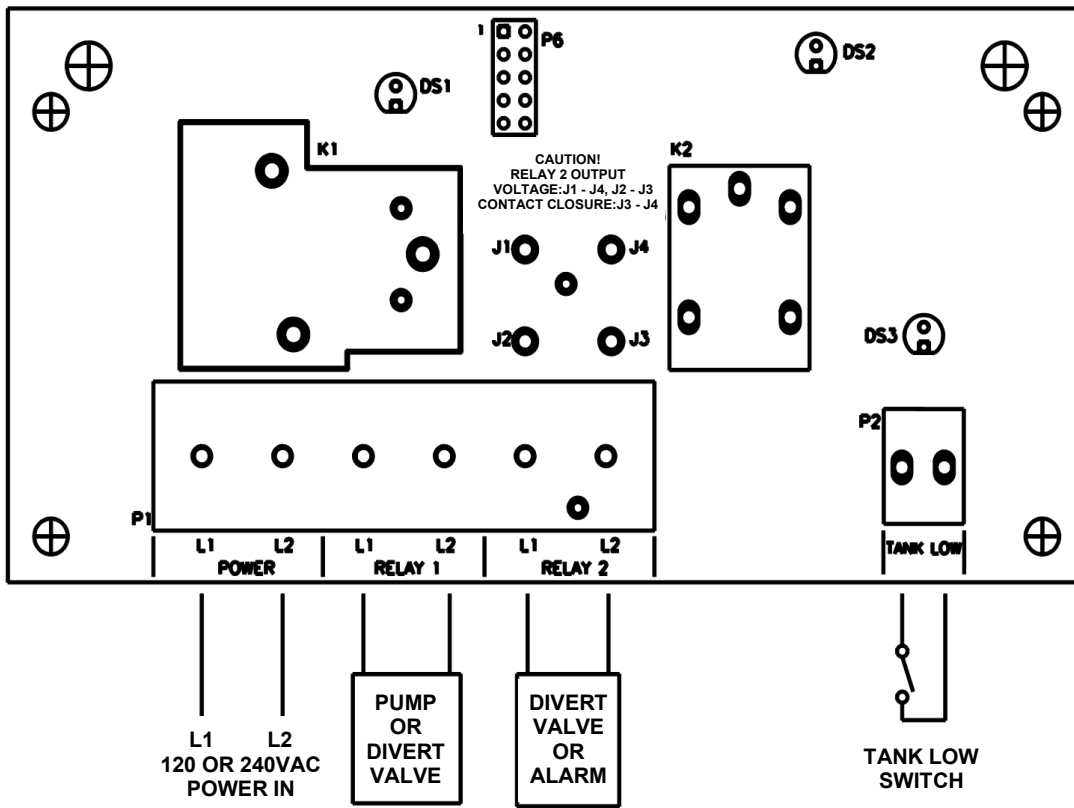 1
P6
DS2
DS1
K1
CAUTION!
RELAY 2 OUTPUT
VOLTAGE:J1 - J4, J2 - J3
CONTACT CLOSURE:J3 - J4
K2
J1
J4
J2
J3
DS3
P2
P1
L1 L2 L1 L2 L1 L2
POWER RELAY 1 RELAY 2
TANK LOW
L1 L2
120 OR 240VAC
POWER IN
PUMP
OR
DIVERT
VALVE
DIVERT
VALVE
OR
ALARM
TANK LOW
SWITCH